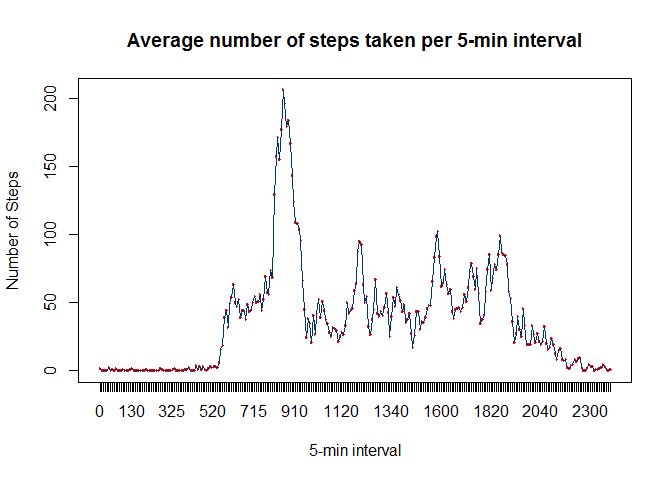 Average number of steps taken per 5-min interval
Number of Steps
200
150
100
50
0
0 130 325 520 715 910 1120 1340 1600 1820 2040 2300
5-min interval